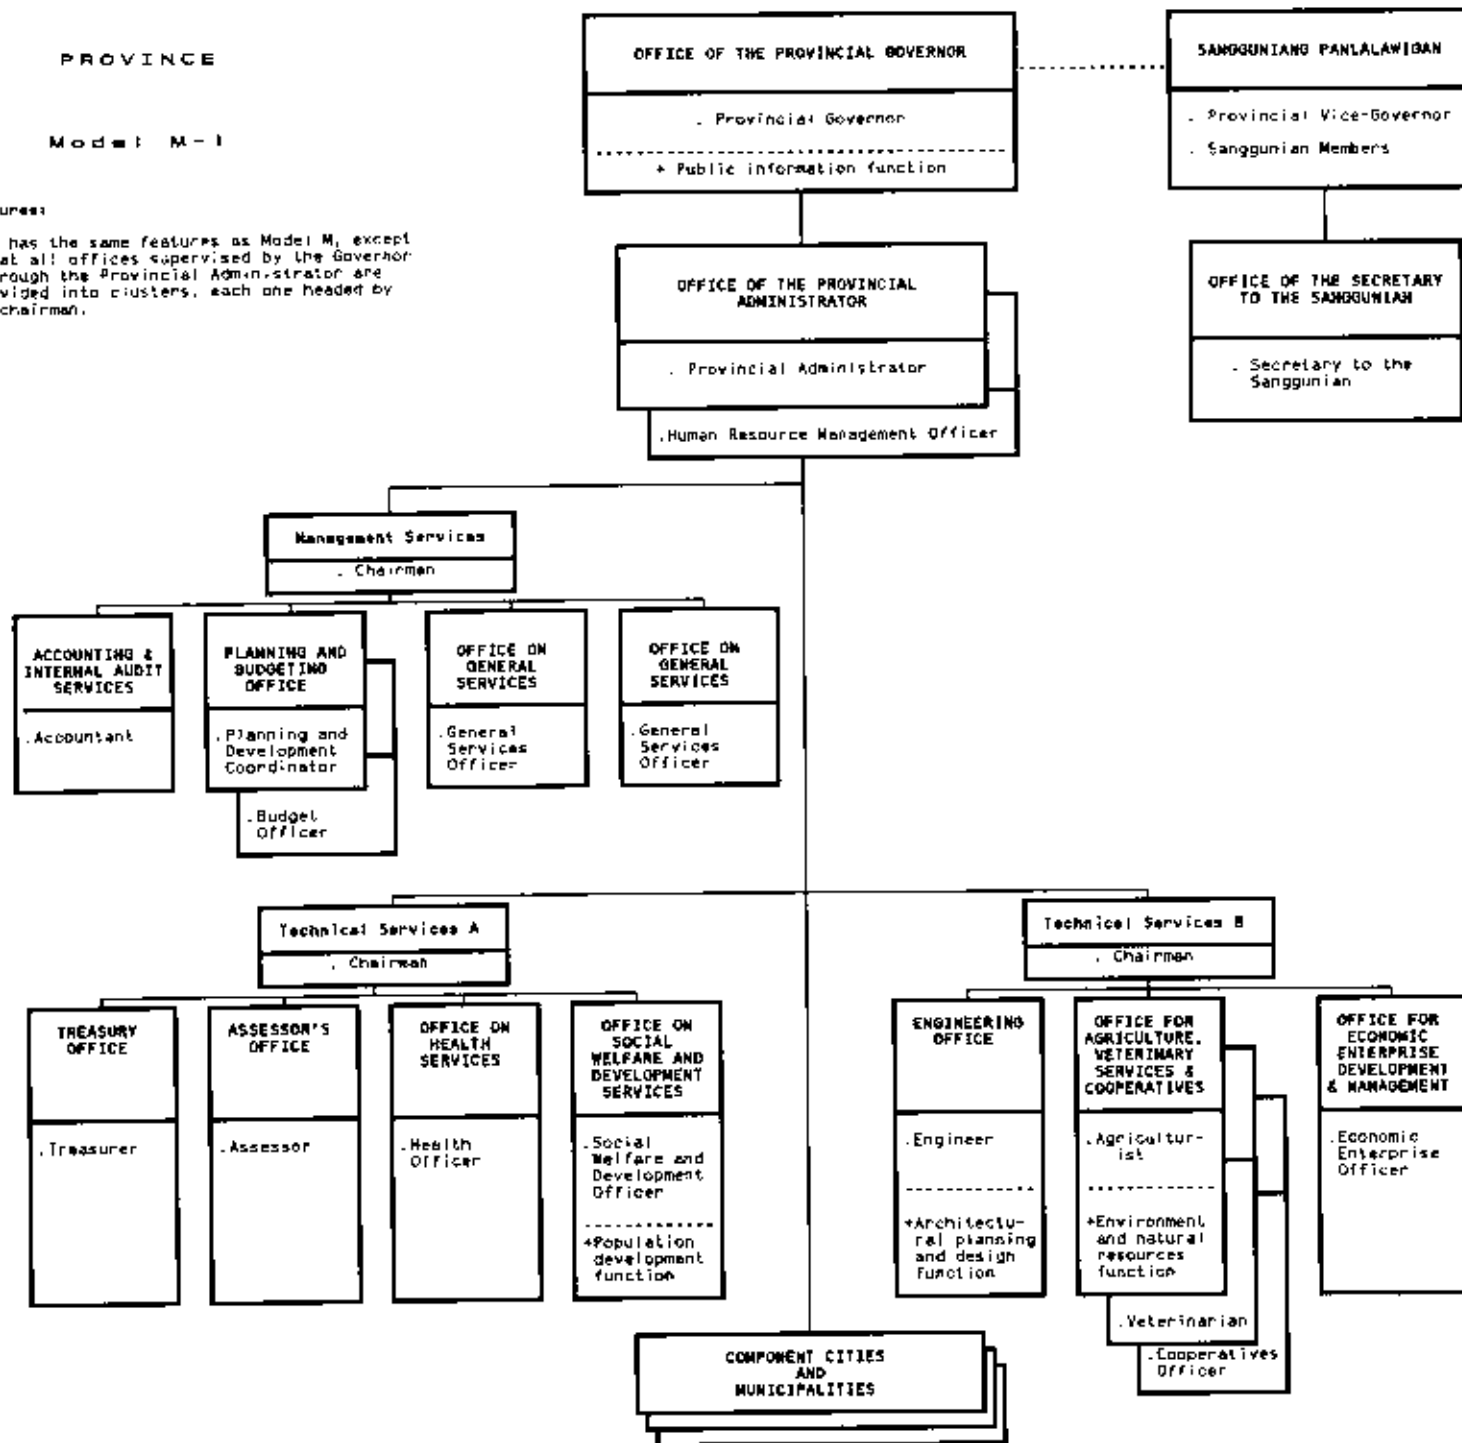 PROVINCE
Model M-1
ures:
has the same features as Model M, except
at all offices supervised by the Governor
rough the Provincial Administrator are
vided into clusters, each one headed by
chairman.
OFFICE OF THE PROVINCIAL GOVERNOR
. Provincial Governor
+ Public information function
SANGGUNIANG PANLALAWIGAN
. Provincial Vice-Governor
. Sanggunian Members
OFFICE OF THE PROVINCIAL
ADMINISTRATOR
. Provincial Administrator
.Human Resource Management Officer
OFFICE OF THE SECRETARY
TO THE SANGGUNIAN
. Secretary to the
Sanggunian
Management Services
. Chairman
ACCOUNTING &
INTERNAL AUDIT
SERVICES
.Accountant
PLANNING AND
BUDGETING
OFFICE
.Planning and
Development
Coordinator
.Budget
Officer
OFFICE ON
GENERAL
SERVICES
.General
Services
Officer
OFFICE ON
GENERAL
SERVICES
.General
Services
Officer
Technical Services A
. Chairman
Technical Services B
. Chairman
TREASURY
OFFICE
.Treasurer
ASSESSOR'S
OFFICE
.Assessor
OFFICE ON
HEALTH
SERVICES
.Health
Officer
OFFICE ON
SOCIAL
WELFARE AND
DEVELOPMENT
SERVICES
.Social
Welfare and
Development
Officer
+Population
development
function
ENGINEERING
OFFICE
.Engineer
+Architectu-
ral planning
and design
Function
OFFICE FOR
AGRICULTURE,
VETERINARY
SERVICES &
COOPERATIVES
.Agricultur-
ist
+Environment
and natural
resources
function
.Veterinarian
.Cooperatives
Officer
OFFICE FOR
ECONOMIC
ENTERPRISE
DEVELOPMENT
& MANAGEMENT
.Economic
Enterprise
Officer
COMPONENT CITIES
AND
MUNICIPALITIES